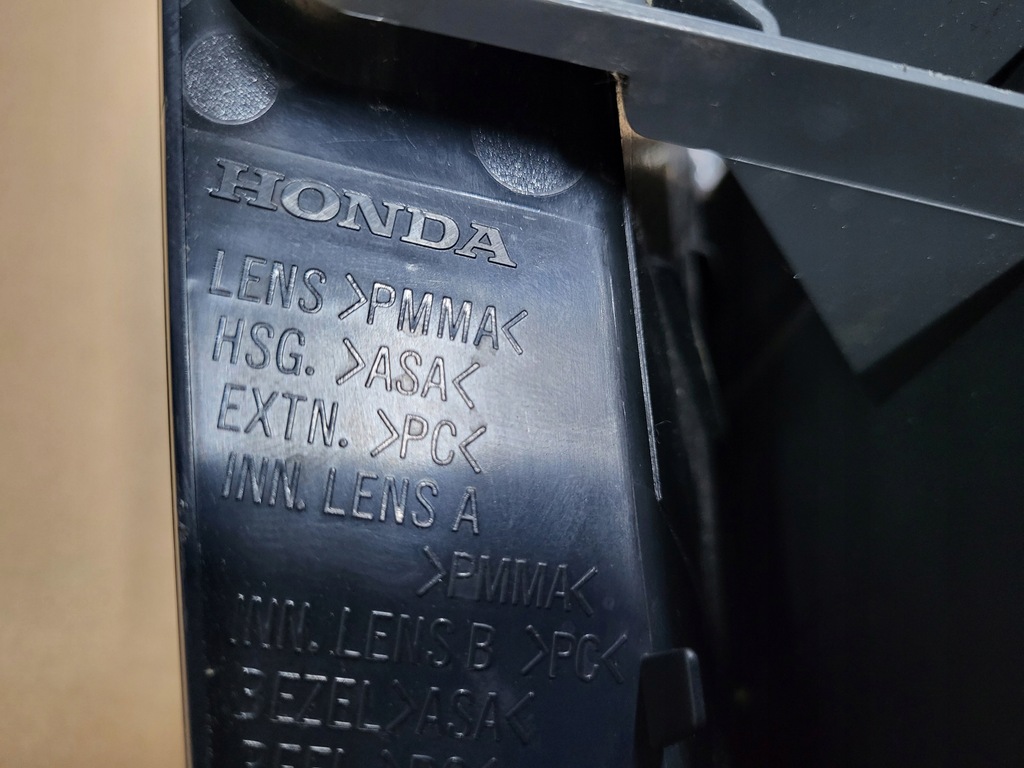 HONDA
LENS >PMMA<
HSG. >ASA<
EXTN. >PC<
INN. LENS A
>PMMA<
INN. LENS B >PC<
BEZEL >ASA<